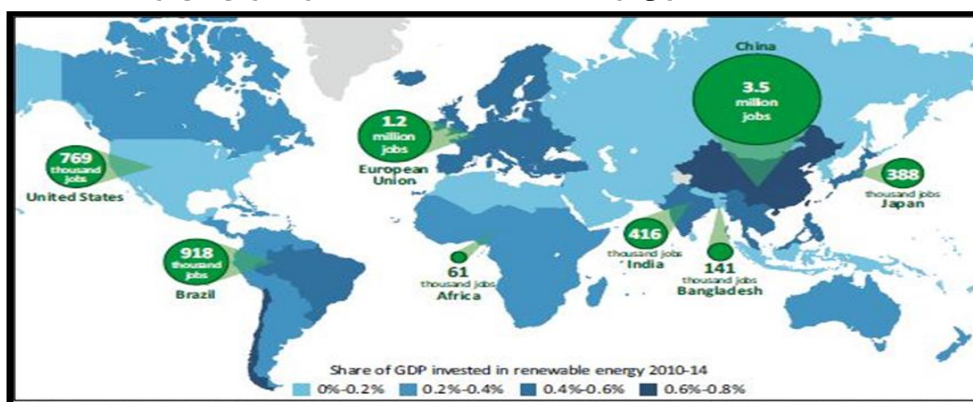 China
3.5
million
jobs
1.2
million
jobs
European
Union
769
thousand
jobs
United States
388
thousand jobs
Japan
918
thousand
jobs
Brazil
61
thousand jobs
Africa
416
thousand jobs
India
141
thousand jobs
Bangladesh
Share of GDP invested in renewable energy 2010-14
0%-0.2% 0.2%-0.4% 0.4%-0.6% 0.6%-0.8%